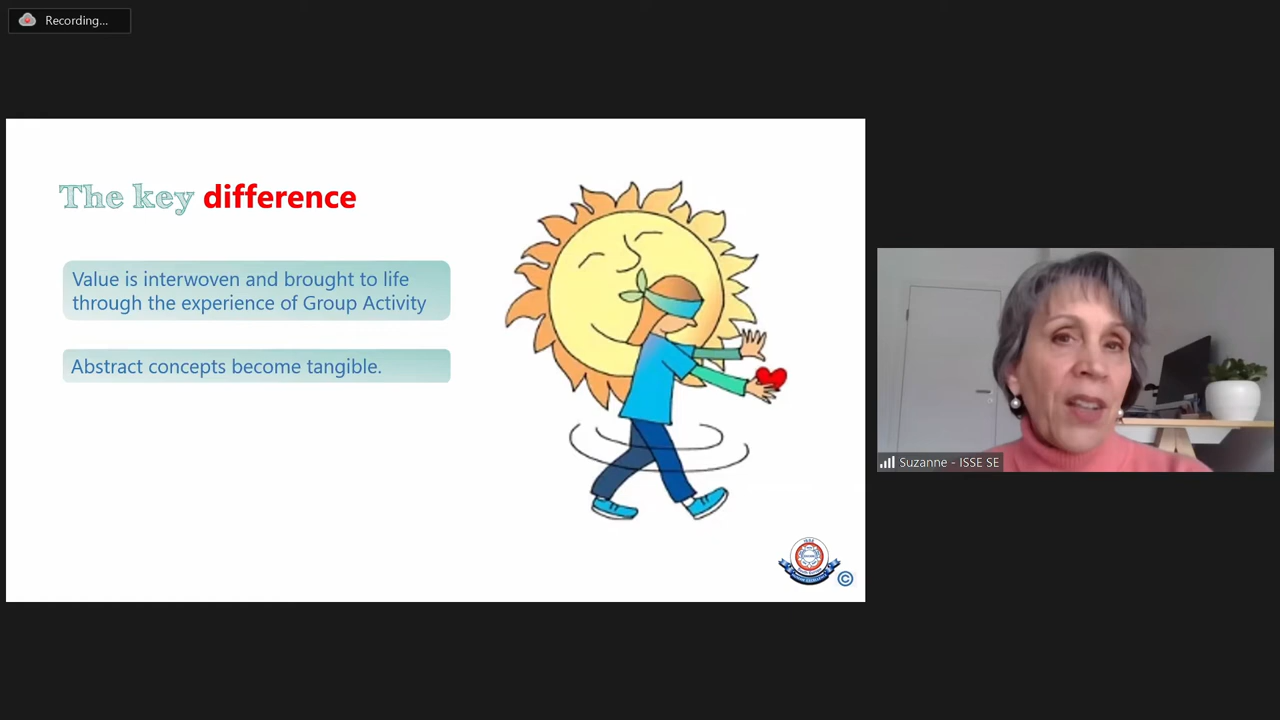 Recording...
The key difference
Value is interwoven and brought to life
through the experience of Group Activity
Abstract concepts become tangible.
Suzanne - ISSE SE
ISSE
©